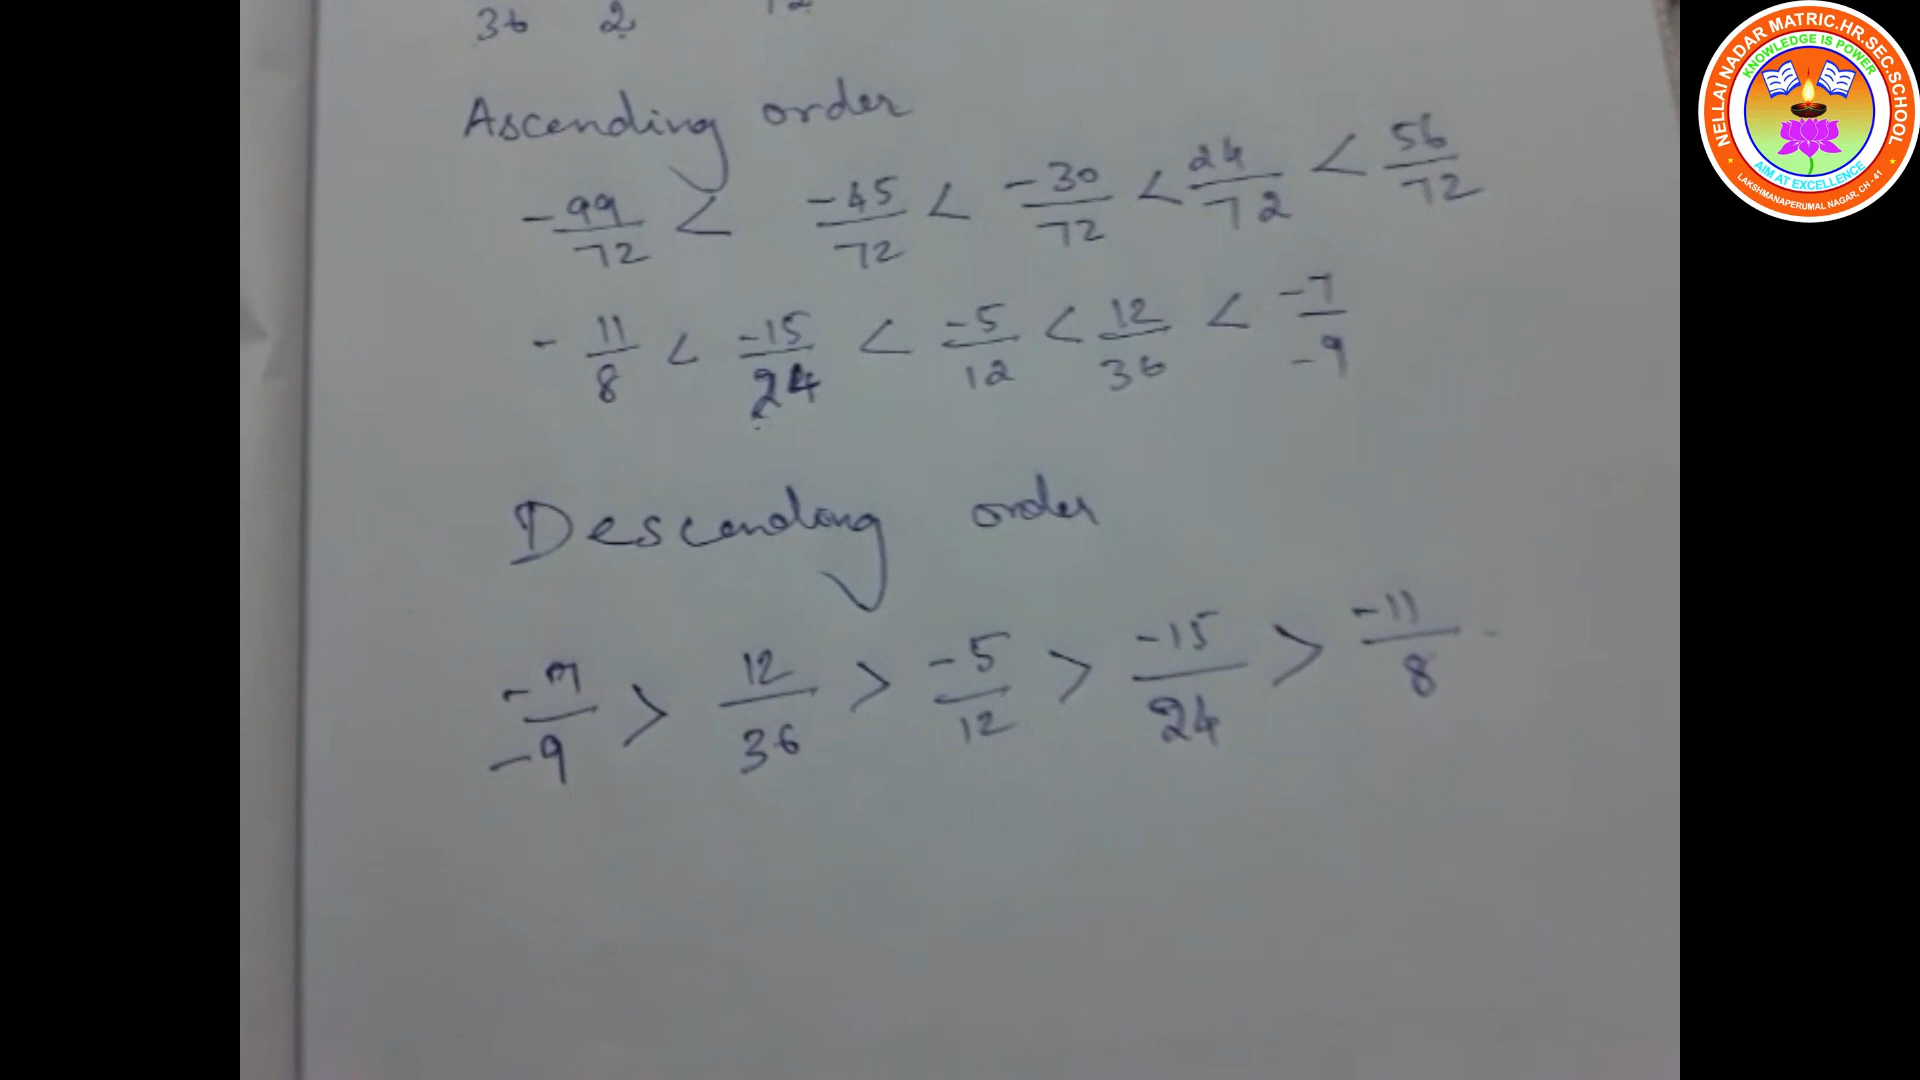 36 2 12
Ascending order
-99/72 < -45/72 < -30/72 < 24/72 < 56/72
- 11/8 < -15/24 < -5/12 < 12/36 < -7/-9
Descending order
-7/-9 > 12/36 > -5/12 > -15/24 > -11/8
NELLAI NADAR MATRIC.HR.SEC.SCHOOL
KNOWLEDGE IS POWER
AIM AT EXCELLENCE
LAKSHMANAPERUMAL NAGAR, CH - 41